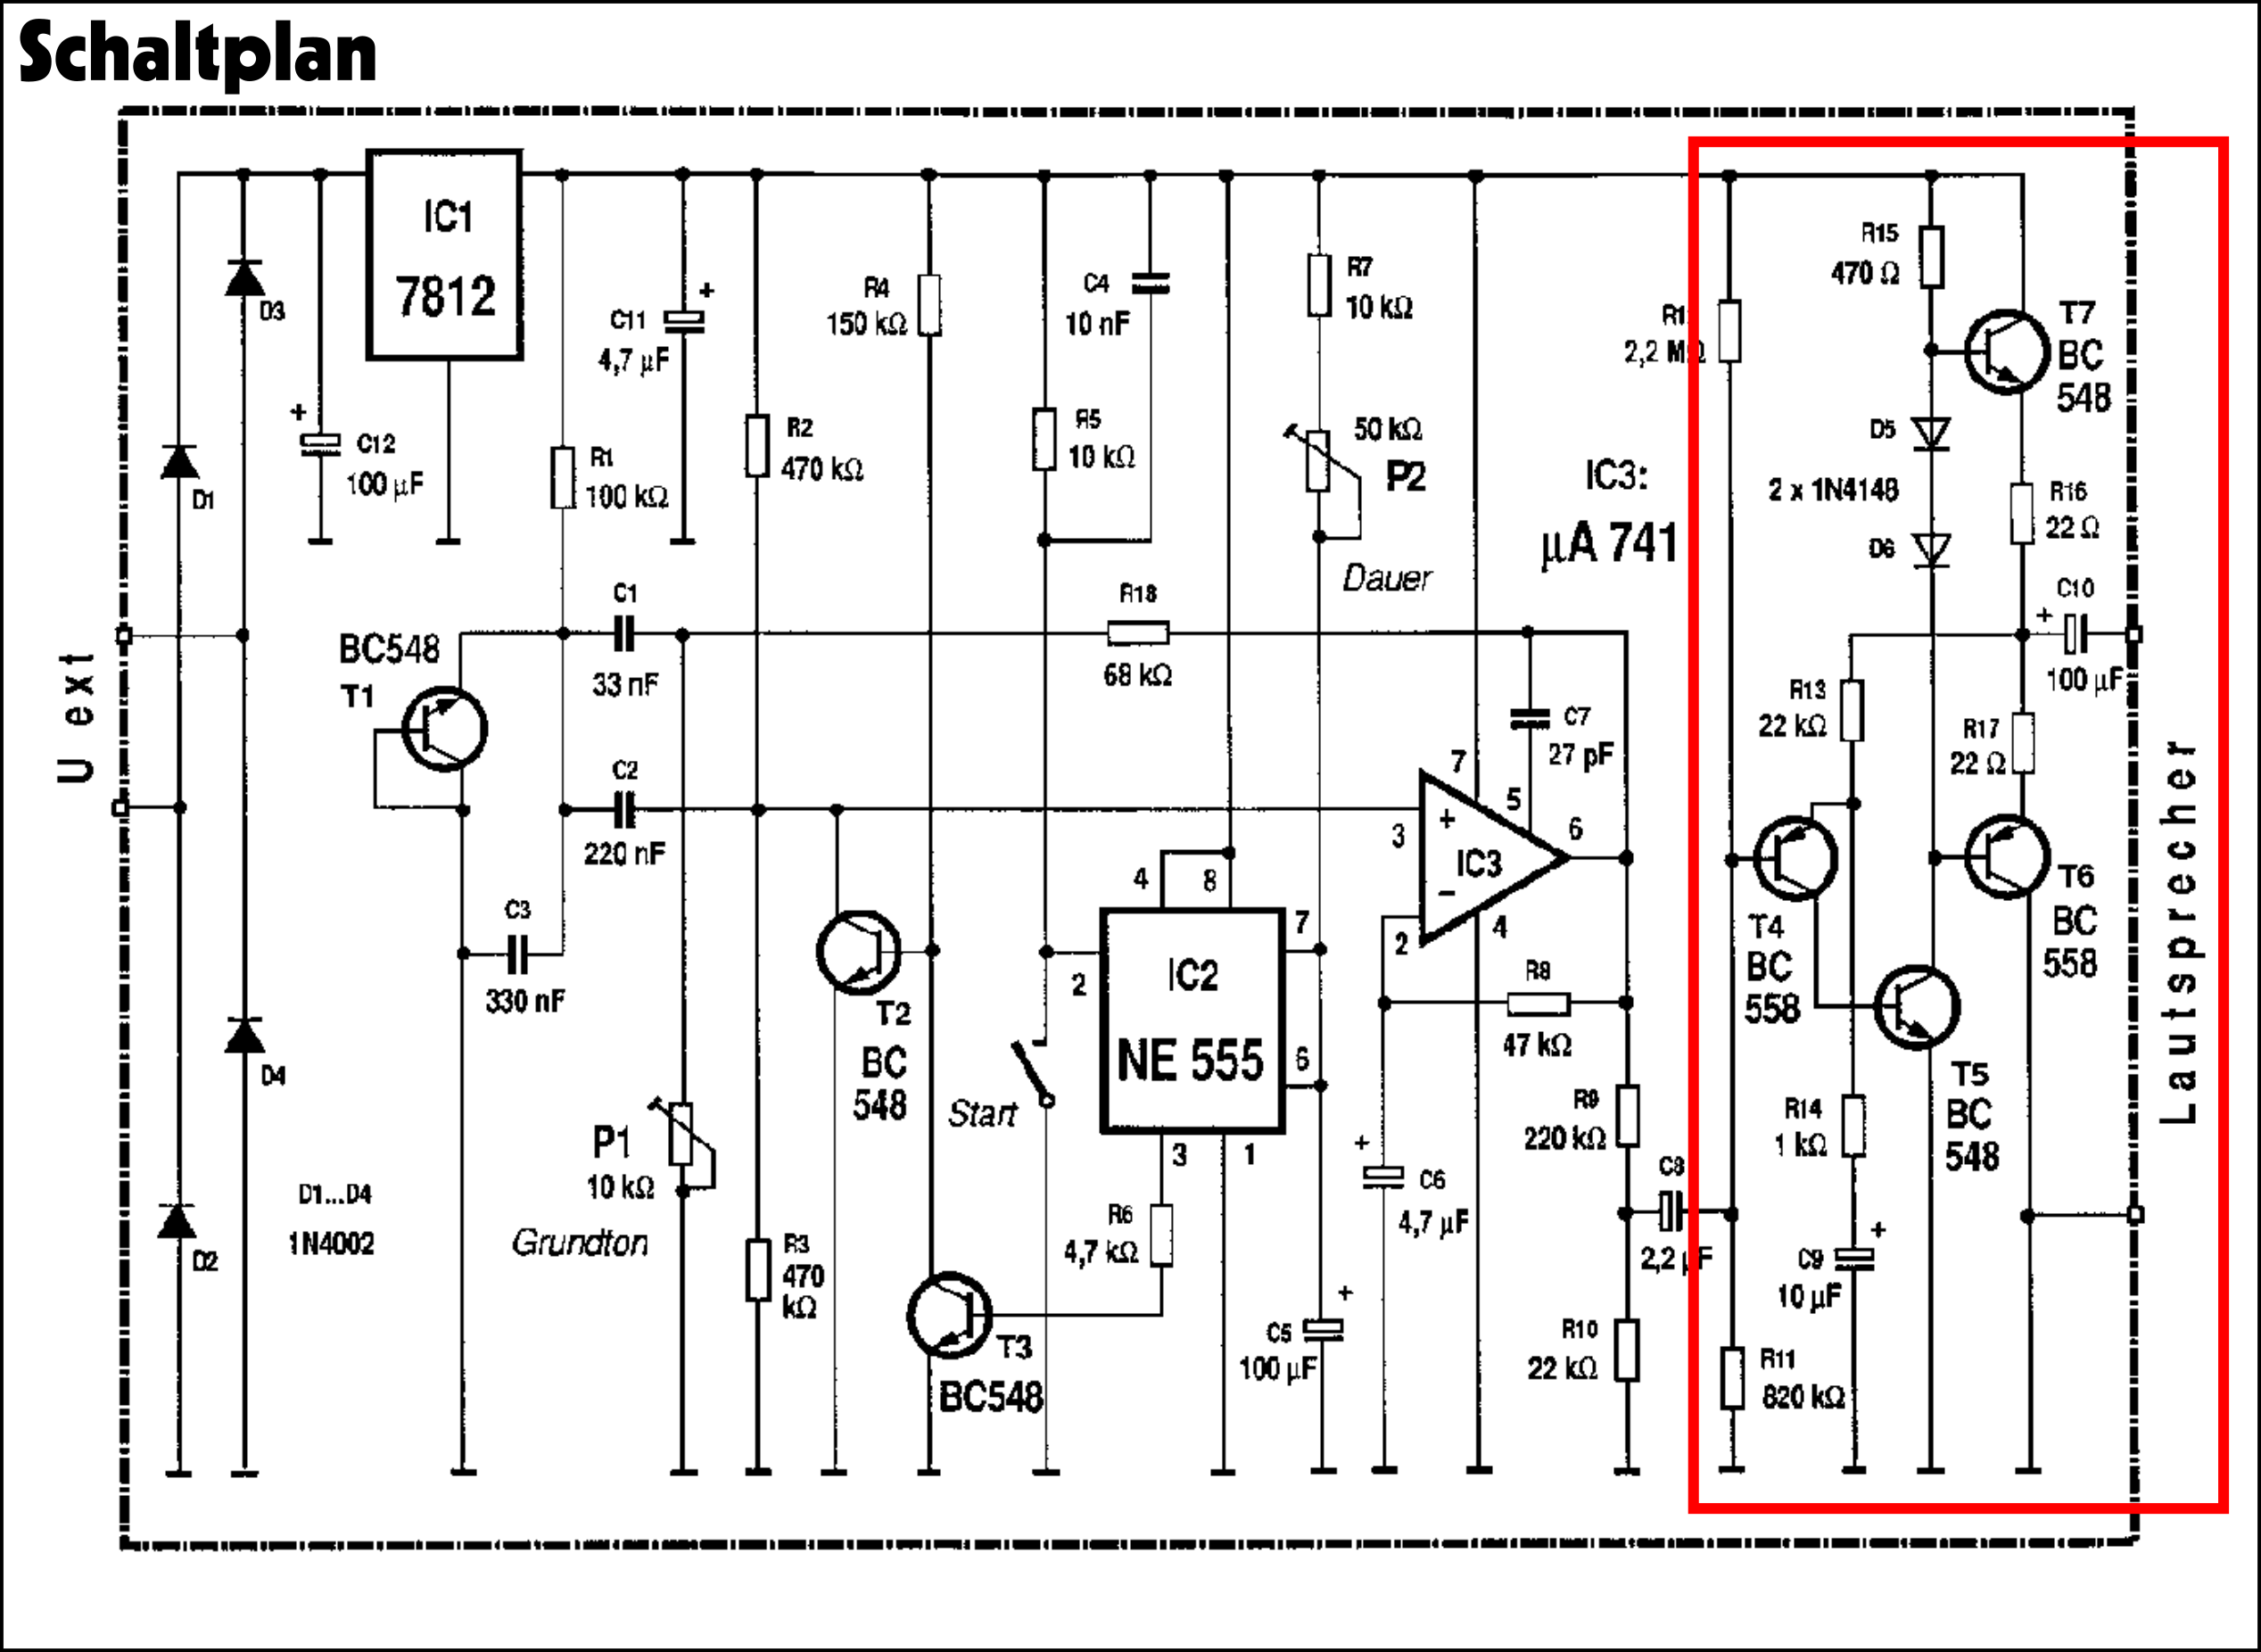 Schaltplan
IC1
7812
D3
C12
100 µF
D1
R1
100 kΩ
C11
4,7 µF
R2
470 kΩ
R4
150 kΩ
C4
10 nF
R5
10 kΩ
R7
10 kΩ
50 kΩ
P2
Dauer
IC3:
µA 741
R15
470 Ω
2,2 MΩ
T7
BC
548
D5
2 x 1N4148
D6
R16
22 Ω
C10
100 µF
U ext
BC548
T1
C1
33 nF
R18
68 kΩ
C7
27 pF
R13
22 kΩ
R17
22 Ω
C2
220 nF
C3
330 nF
7
5
3
+
IC3
6
−
2
4
4
8
7
2
IC2
NE 555
6
3
1
T2
BC
548
Start
R8
47 kΩ
T4
BC
558
T6
BC
558
T5
BC
548
Lautsprecher
D4
P1
10 kΩ
Grundton
D1...D4
1N4002
D2
R3
470
kΩ
R6
4,7 kΩ
T3
BC548
C5
100 µF
C6
4,7 µF
R9
220 kΩ
C8
2,2 µF
R10
22 kΩ
R14
1 kΩ
C9
10 µF
R11
820 kΩ